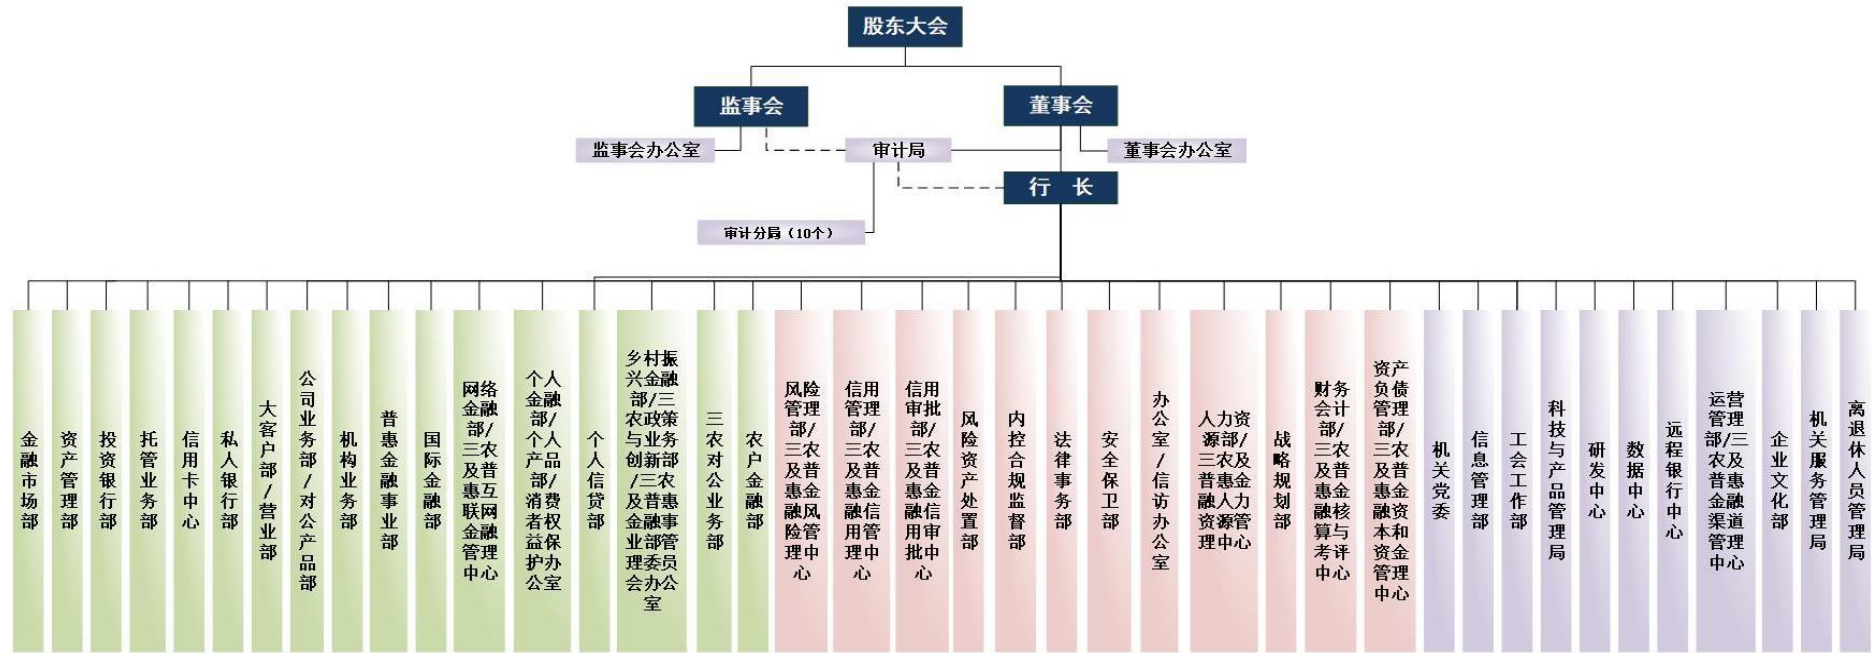 股东大会
监事会
董事会
监事会办公室
审计局
董事会办公室
行 长
审计分局（10个）
金融市场部
资产管理部
投资银行部
托管业务部
信用卡中心
私人银行部
大客户部/营业部
公司业务部/对公产品部
机构业务部
普惠金融事业部
国际金融部
网络金融部/三农及普惠互联网金融管理中心
个人金融部/个人产品部/消费者权益保护办公室
个人信贷部
乡村振兴金融部/三农政策与业务创新部/三农及普惠金融事业部管理委员会办公室
三农对公业务部
农户金融部
风险管理部/三农及普惠金融风险管理中心
信用管理部/三农及普惠金融信用管理中心
信用审批部/三农及普惠金融信用审批中心
风险资产处置部
内控合规监督部
法律事务部
安全保卫部
办公室/信访办公室
人力资源部/三农及普惠金融人力资源管理中心
战略规划部
财务会计部/三农及普惠金融核算与考评中心
资产负债管理部/三农及普惠金融资本和资金管理中心
机关党委
信息管理部
工会工作部
科技与产品管理局
研发中心
数据中心
远程银行中心
运营管理部/三农及普惠金融渠道管理中心
企业文化部
机关服务管理局
离退休人员管理局